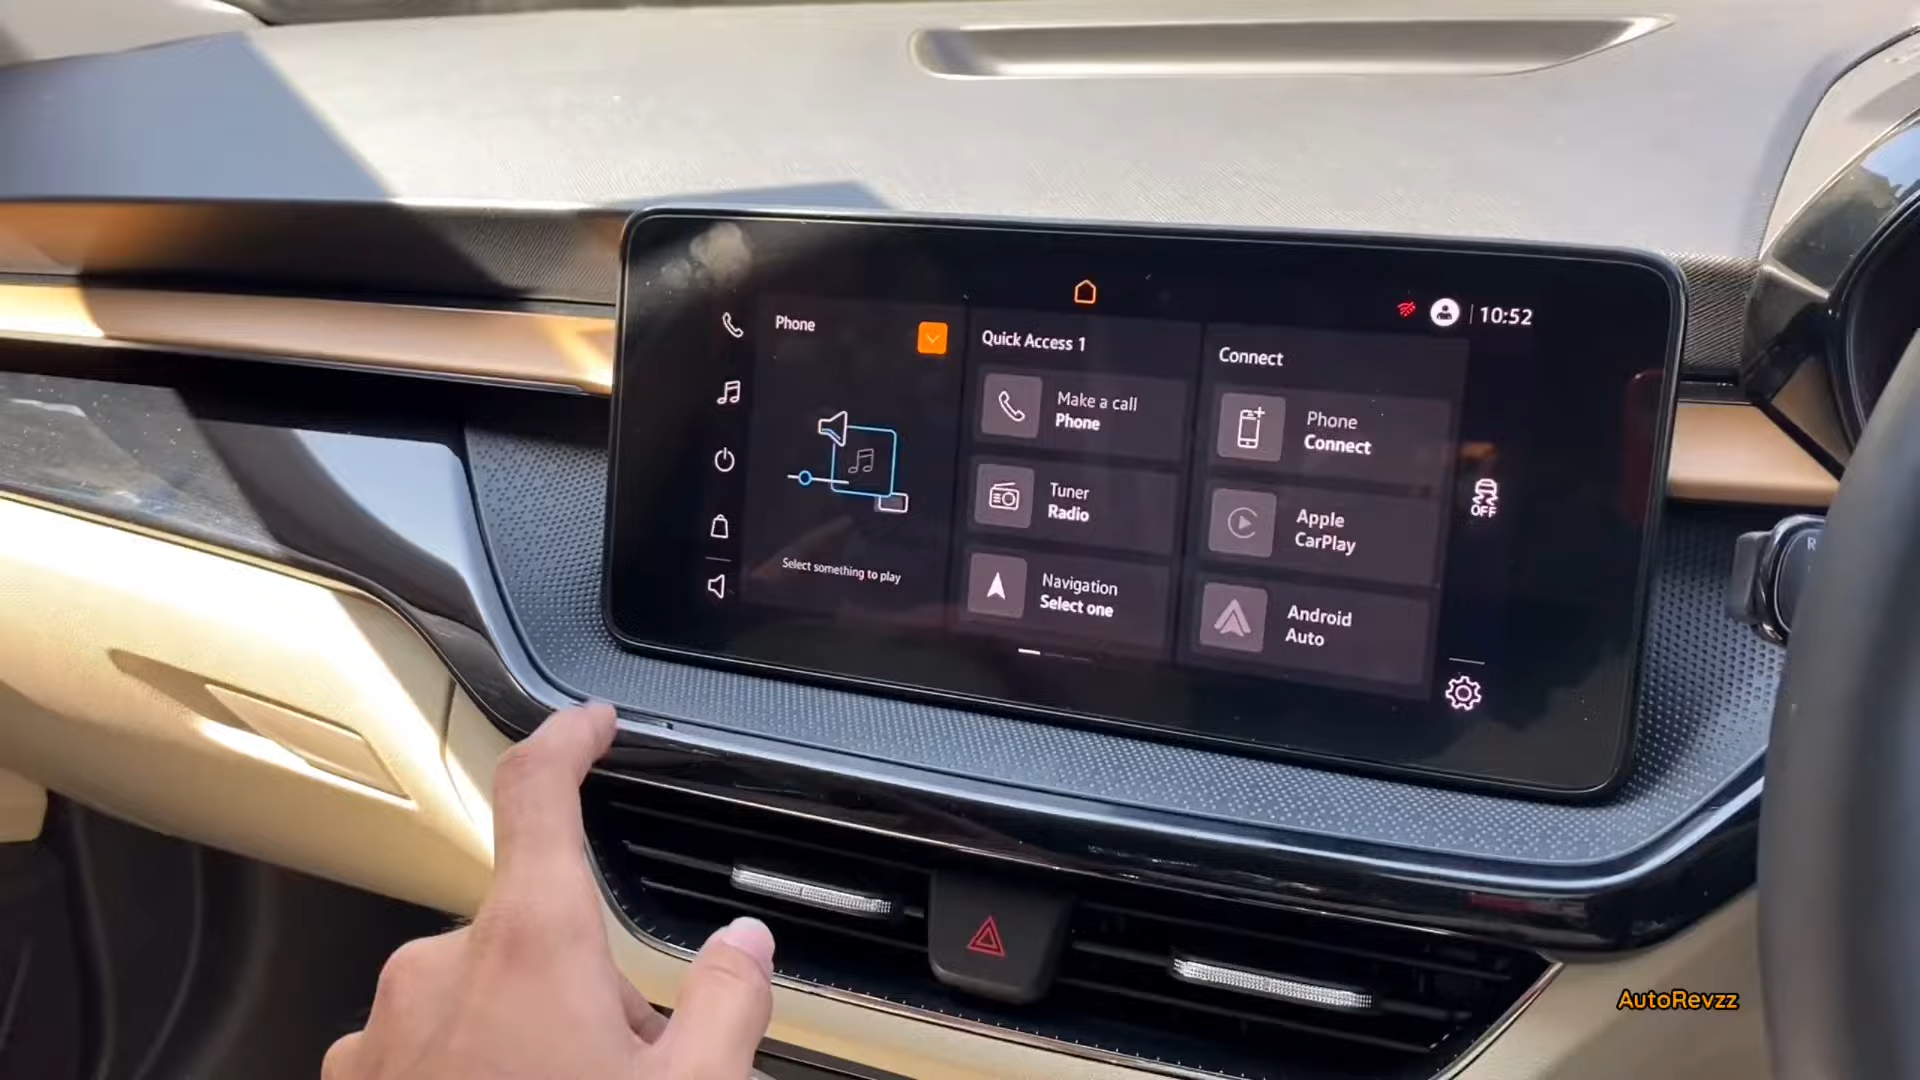 10:52
Phone
Select something to play
Quick Access 1
Make a call
Phone
Tuner
Radio
Navigation
Select one
Connect
Phone
Connect
Apple
CarPlay
Android
Auto
OFF
R
AutoRevzz